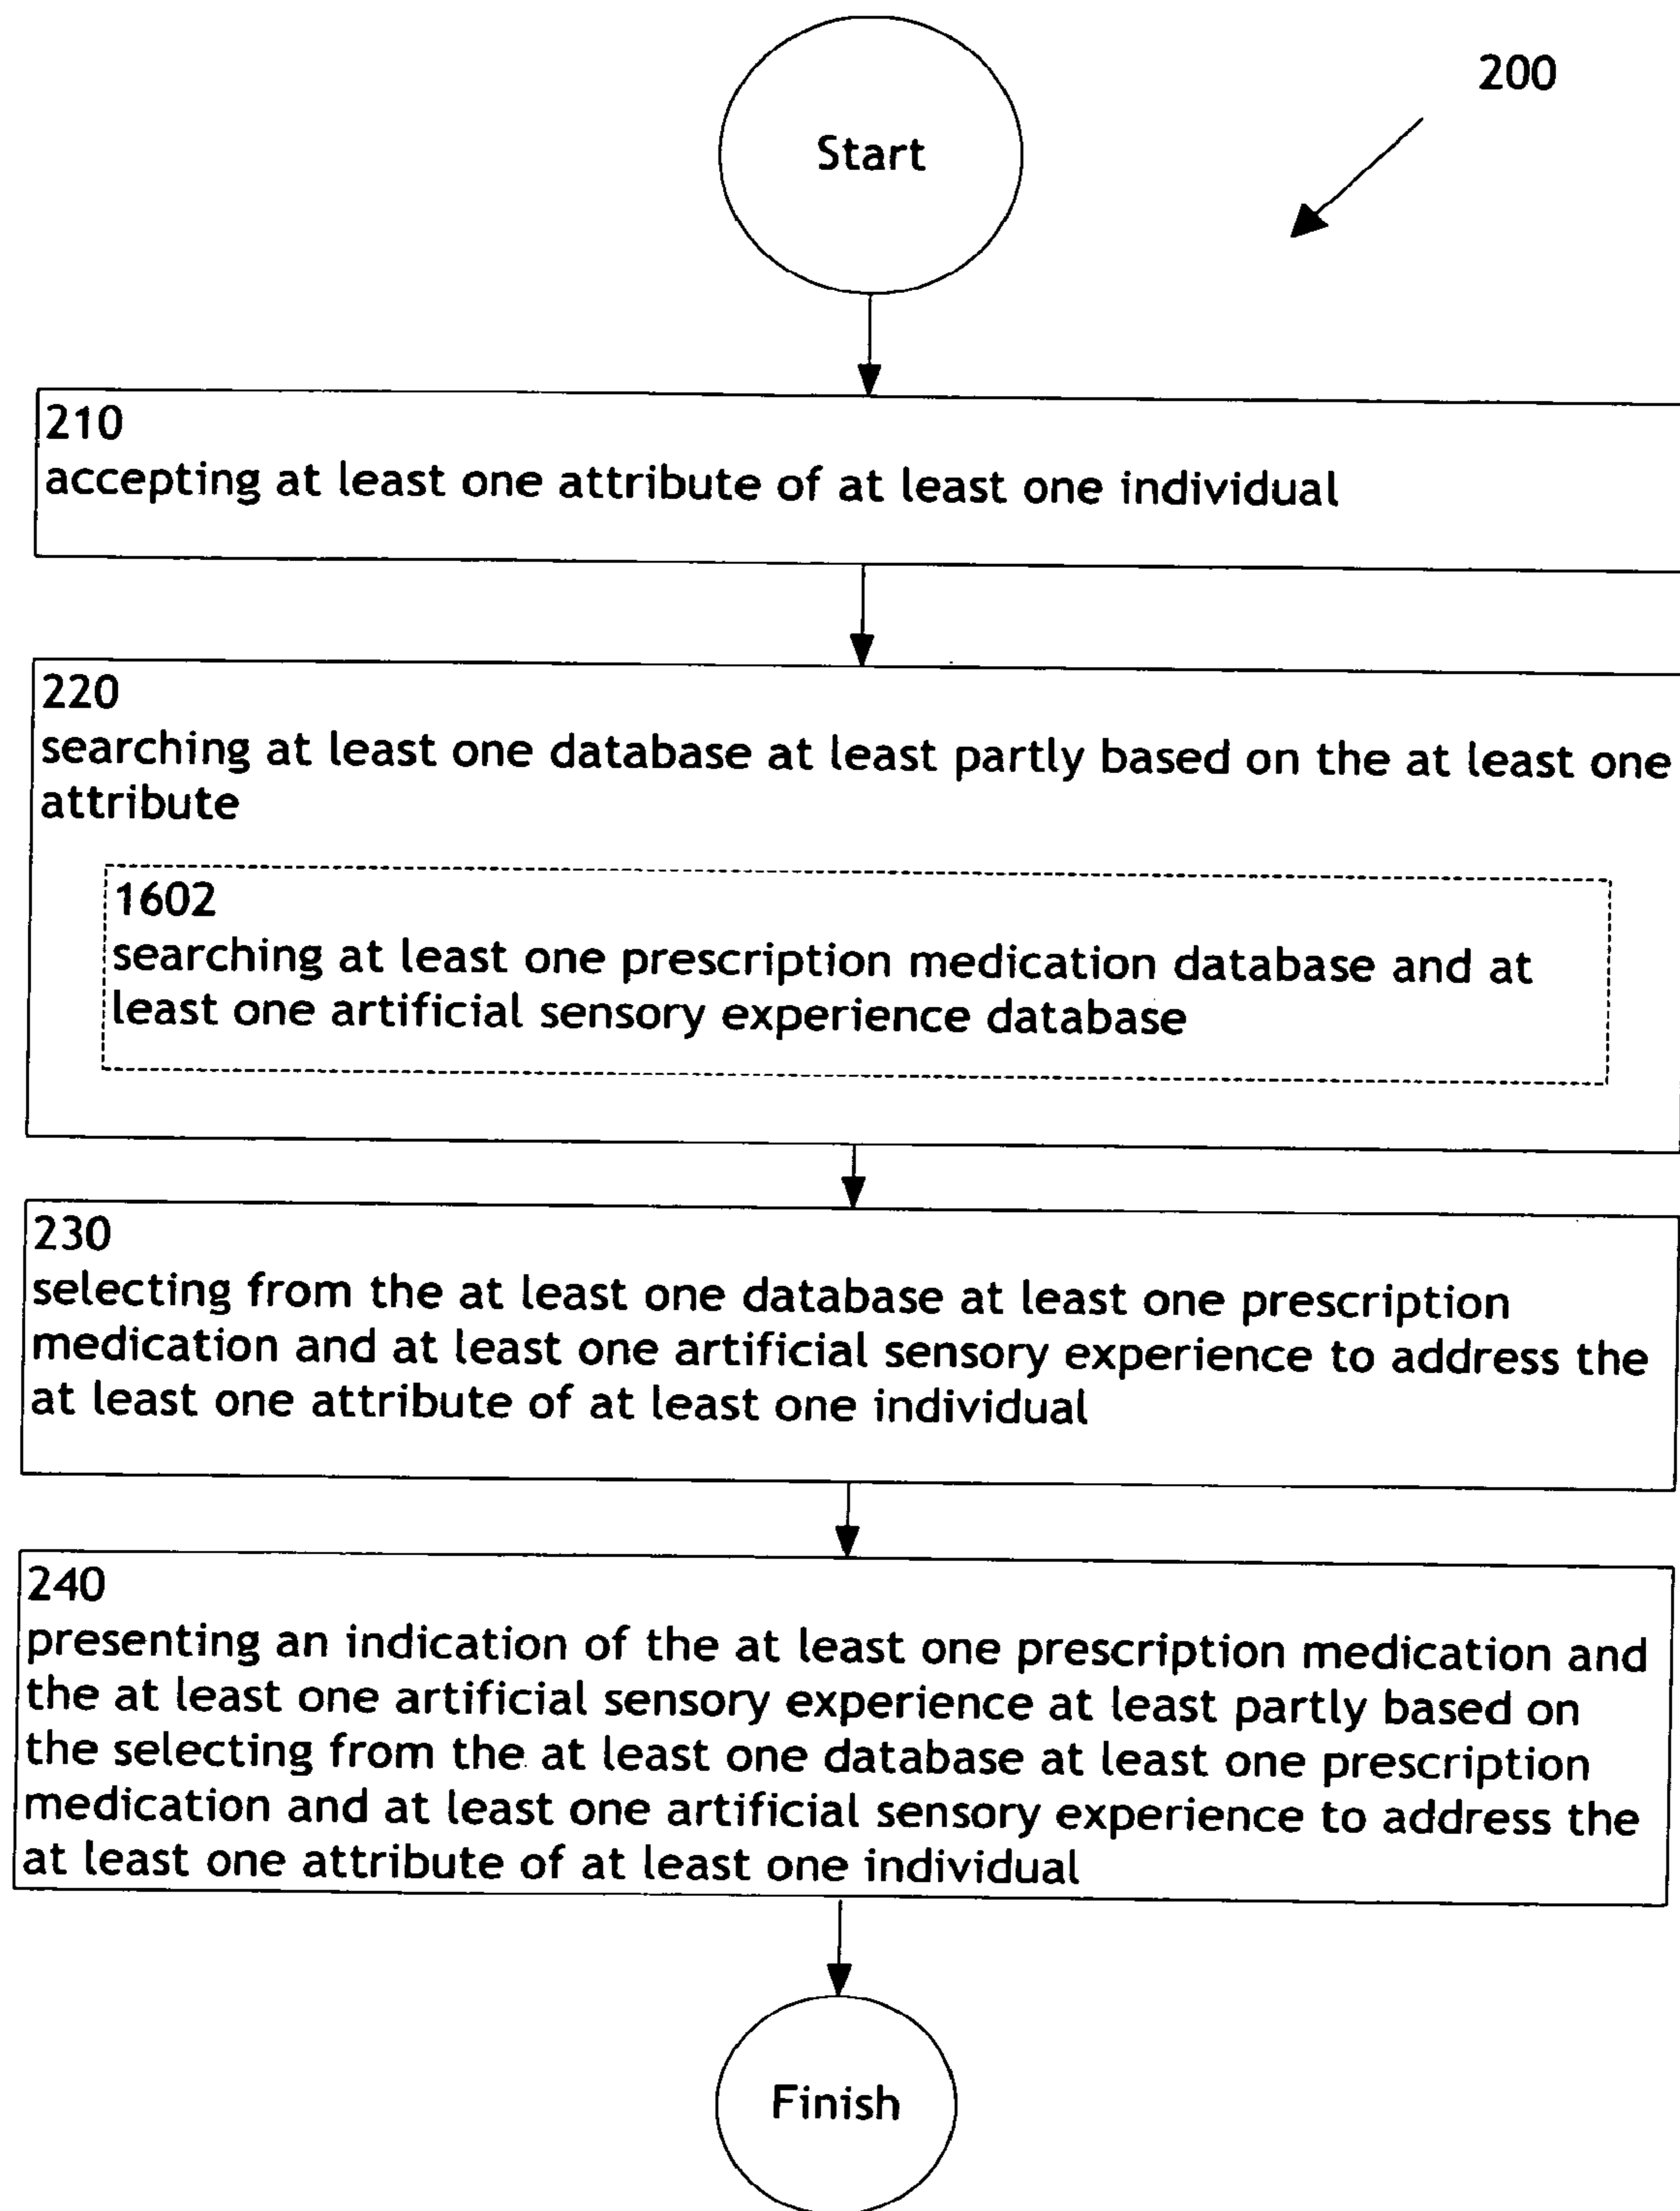 200
Start
210
accepting at least one attribute of at least one individual
220
searching at least one database at least partly based on the at least one
attribute
1602
searching at least one prescription medication database and at
least one artificial sensory experience database
230
selecting from the at least one database at least one prescription
medication and at least one artificial sensory experience to address the
at least one attribute of at least one individual
240
presenting an indication of the at least one prescription medication and
the at least one artificial sensory experience at least partly based on
the selecting from the at least one database at least one prescription
medication and at least one artificial sensory experience to address the
at least one attribute of at least one individual
Finish